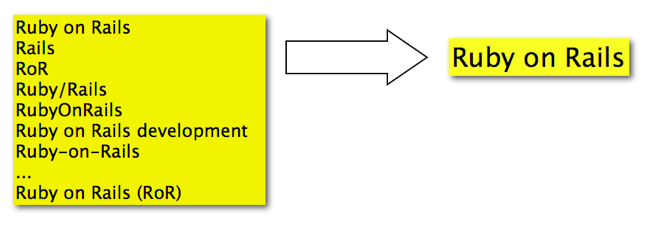 Ruby on Rails
Rails
RoR
Ruby/Rails
RubyOnRails
Ruby on Rails development
Ruby-on-Rails
...
Ruby on Rails (RoR)
Ruby on Rails